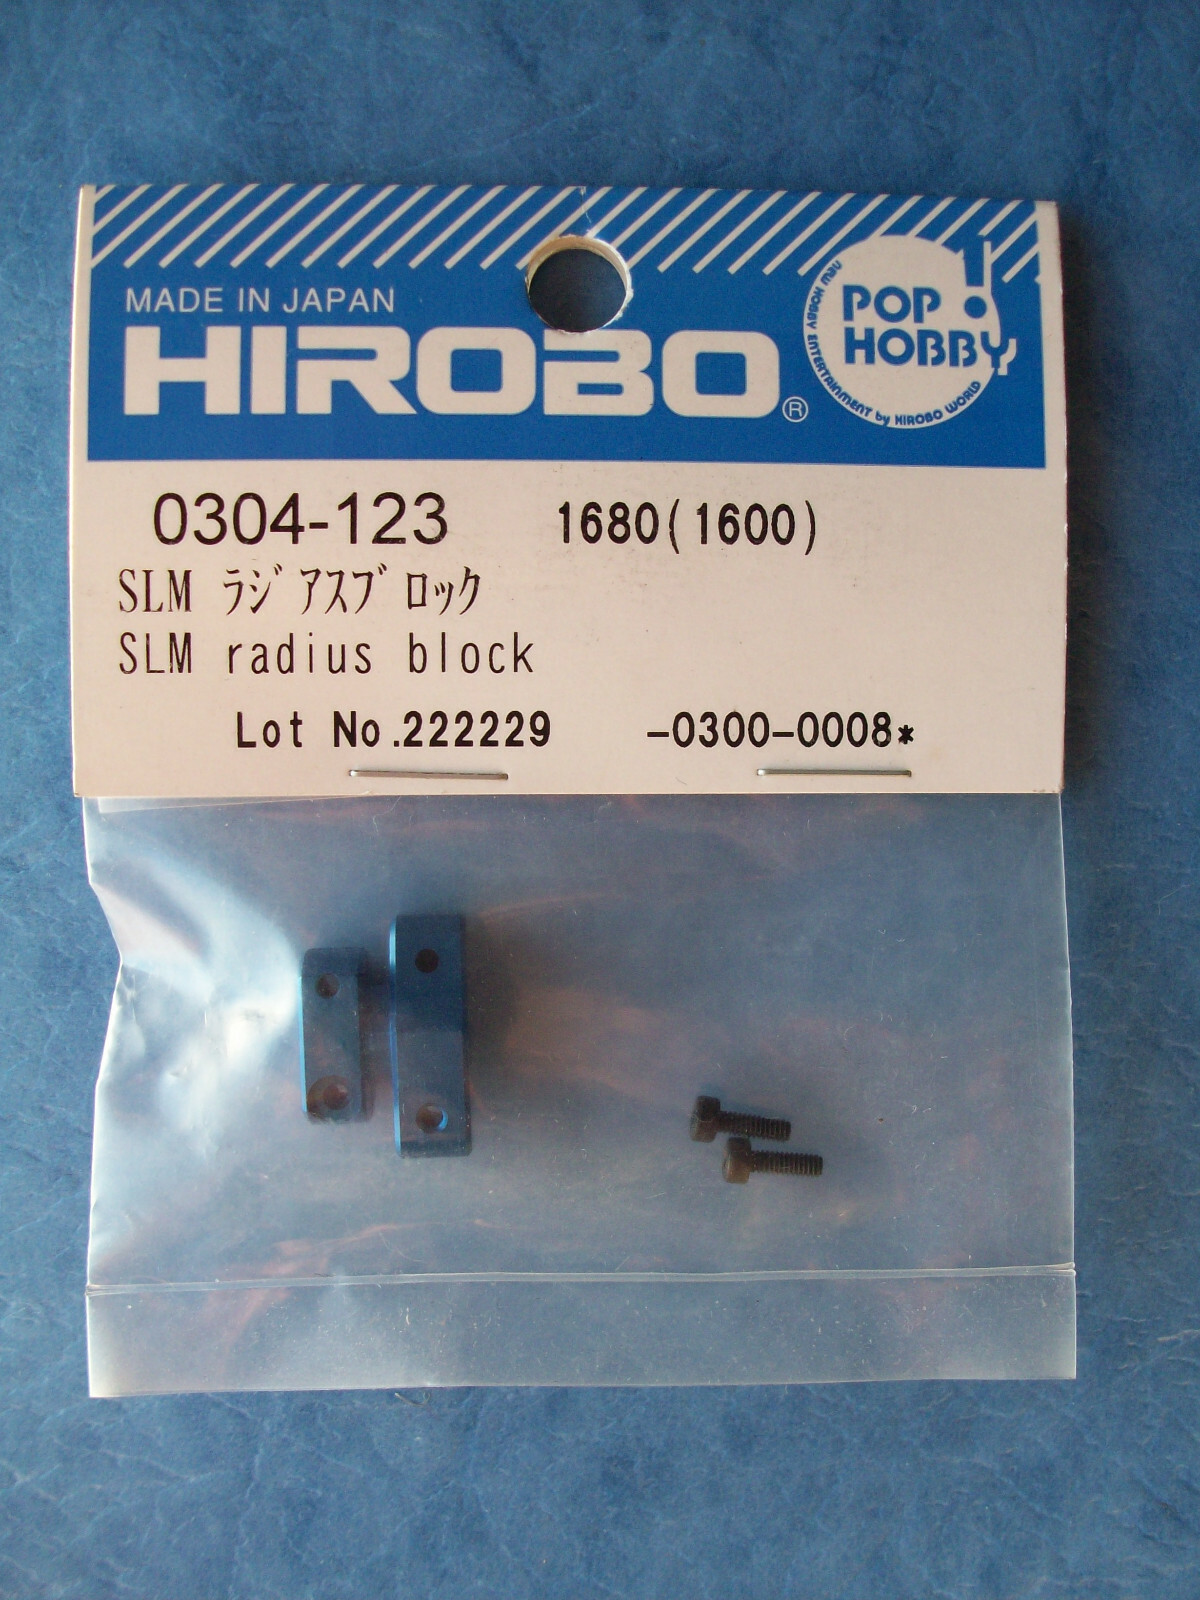 MADE IN JAPAN
HIROBO®
POP!
HOBBY
NEW HOBBY ENTERTAINMENT by HIROBO WORLD
0304-123 1680(1600)
SLM ﾗｼﾞｱｽﾌﾞﾛｯｸ
SLM radius block
Lot No.222229 -0300-0008*